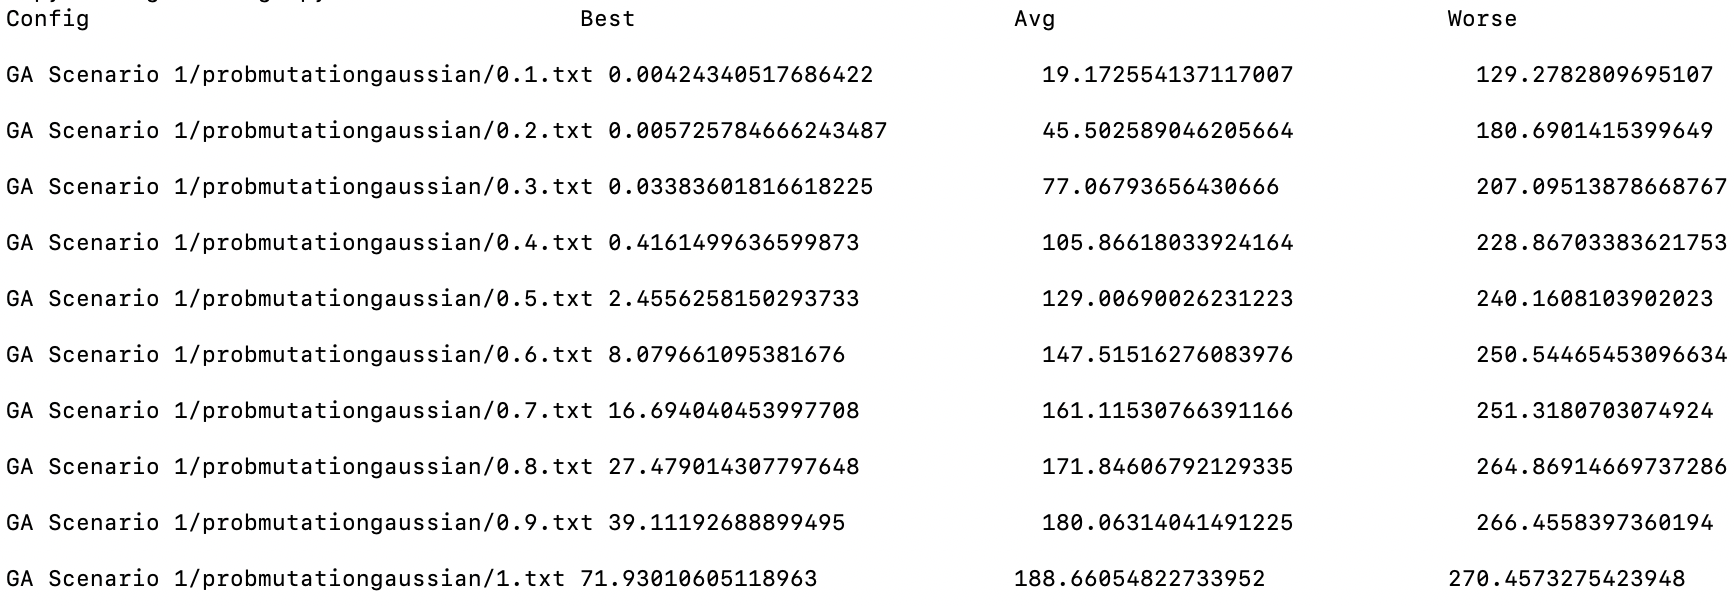 Config Best Avg Worse
GA Scenario 1/probmutationgaussian/0.1.txt 0.00424340517686422 19.172554137117007 129.2782809695107
GA Scenario 1/probmutationgaussian/0.2.txt 0.005725784666243487 45.502589046205664 180.6901415399649
GA Scenario 1/probmutationgaussian/0.3.txt 0.03383601816618225 77.06793656430666 207.09513878668767
GA Scenario 1/probmutationgaussian/0.4.txt 0.4161499636599873 105.86618033924164 228.86703383621753
GA Scenario 1/probmutationgaussian/0.5.txt 2.4556258150293733 129.00690026231223 240.1608103902023
GA Scenario 1/probmutationgaussian/0.6.txt 8.079661095381676 147.51516276083976 250.54465453096634
GA Scenario 1/probmutationgaussian/0.7.txt 16.694040453997708 161.11530766391166 251.3180703074924
GA Scenario 1/probmutationgaussian/0.8.txt 27.479014307797648 171.84606792129335 264.86914669737286
GA Scenario 1/probmutationgaussian/0.9.txt 39.11192688899495 180.06314041491225 266.4558397360194
GA Scenario 1/probmutationgaussian/1.txt 71.93010605118963 188.66054822733952 270.4573275423948